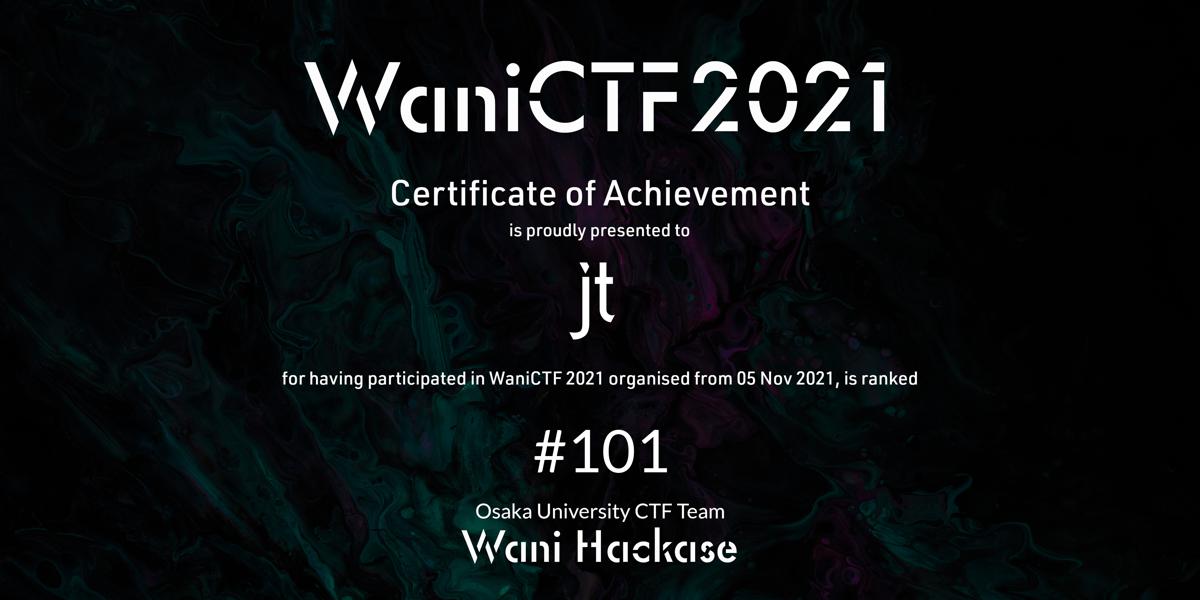 WaniCTF2021
Certificate of Achievement
is proudly presented to
jt
for having participated in WaniCTF 2021 organised from 05 Nov 2021, is ranked
#101
Osaka University CTF Team
Wani Hackase